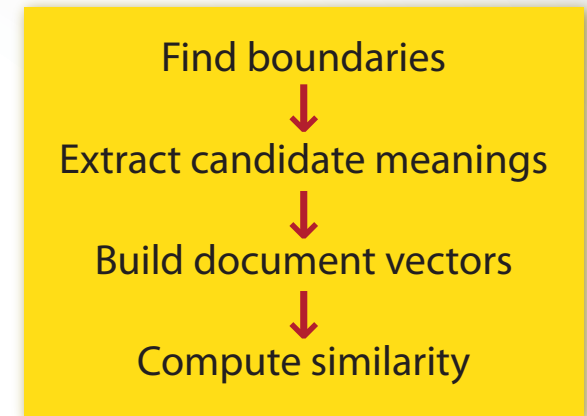 Find boundaries
Extract candidate meanings
Build document vectors
Compute similarity